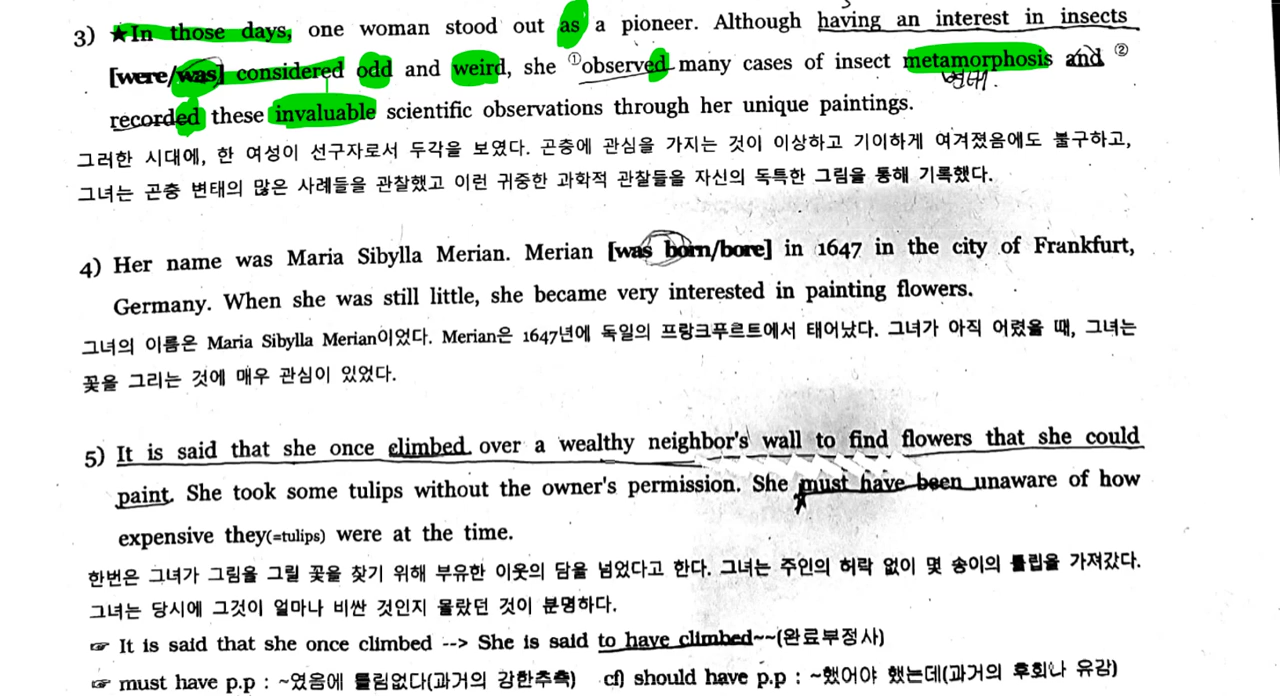 3) ★In those days, one woman stood out as a pioneer. Although having an interest in insects
[were/was] considered odd and weird, she ①observed many cases of insect metamorphosis and ②
변태.
recorded these invaluable scientific observations through her unique paintings.
그러한 시대에, 한 여성이 선구자로서 두각을 보였다. 곤충에 관심을 가지는 것이 이상하고 기이하게 여겨졌음에도 불구하고,
그녀는 곤충 변태의 많은 사례들을 관찰했고 이런 귀중한 과학적 관찰들을 자신의 독특한 그림을 통해 기록했다.
4) Her name was Maria Sibylla Merian. Merian [was born/bore] in 1647 in the city of Frankfurt,
Germany. When she was still little, she became very interested in painting flowers.
그녀의 이름은 Maria Sibylla Merian이었다. Merian은 1647년에 독일의 프랑크푸르트에서 태어났다. 그녀가 아직 어렸을 때, 그녀는
꽃을 그리는 것에 매우 관심이 있었다.
5) It is said that she once climbed over a wealthy neighbor's wall to find flowers that she could
paint. She took some tulips without the owner's permission. She must have been unaware of how
expensive they(=tulips) were at the time.
한번은 그녀가 그림을 그릴 꽃을 찾기 위해 부유한 이웃의 담을 넘었다고 한다. 그녀는 주인의 허락 없이 몇 송이의 튤립을 가져갔다.
그녀는 당시에 그것이 얼마나 비싼 것인지 몰랐던 것이 분명하다.
☞ It is said that she once climbed --> She is said to have climbed~~(완료부정사)
☞ must have p.p : ~였음에 틀림없다(과거의 강한추측) cf) should have p.p : ~했어야 했는데(과거의 후회나 유감)